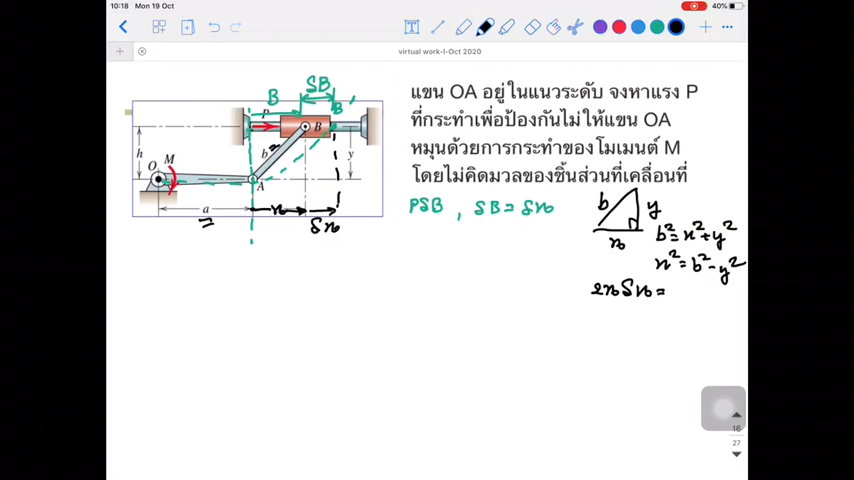 10:18 Mon 19 Oct
40%
virtual work-I-Oct 2020
แขน OA อยู่ในแนวระดับ จงหาแรง P
ที่กระทำเพื่อป้องกันไม่ให้แขน OA
หมุนด้วยการกระทำของโมเมนต์ M
โดยไม่คิดมวลของชิ้นส่วนที่เคลื่อนที่
δB
B
B'
P
B
h
b
y
O
M
A
a
x
δx
PδB , δB = δx
b
y
x
b² = x² + y²
x² = b² - y²
2xδx =
16
27